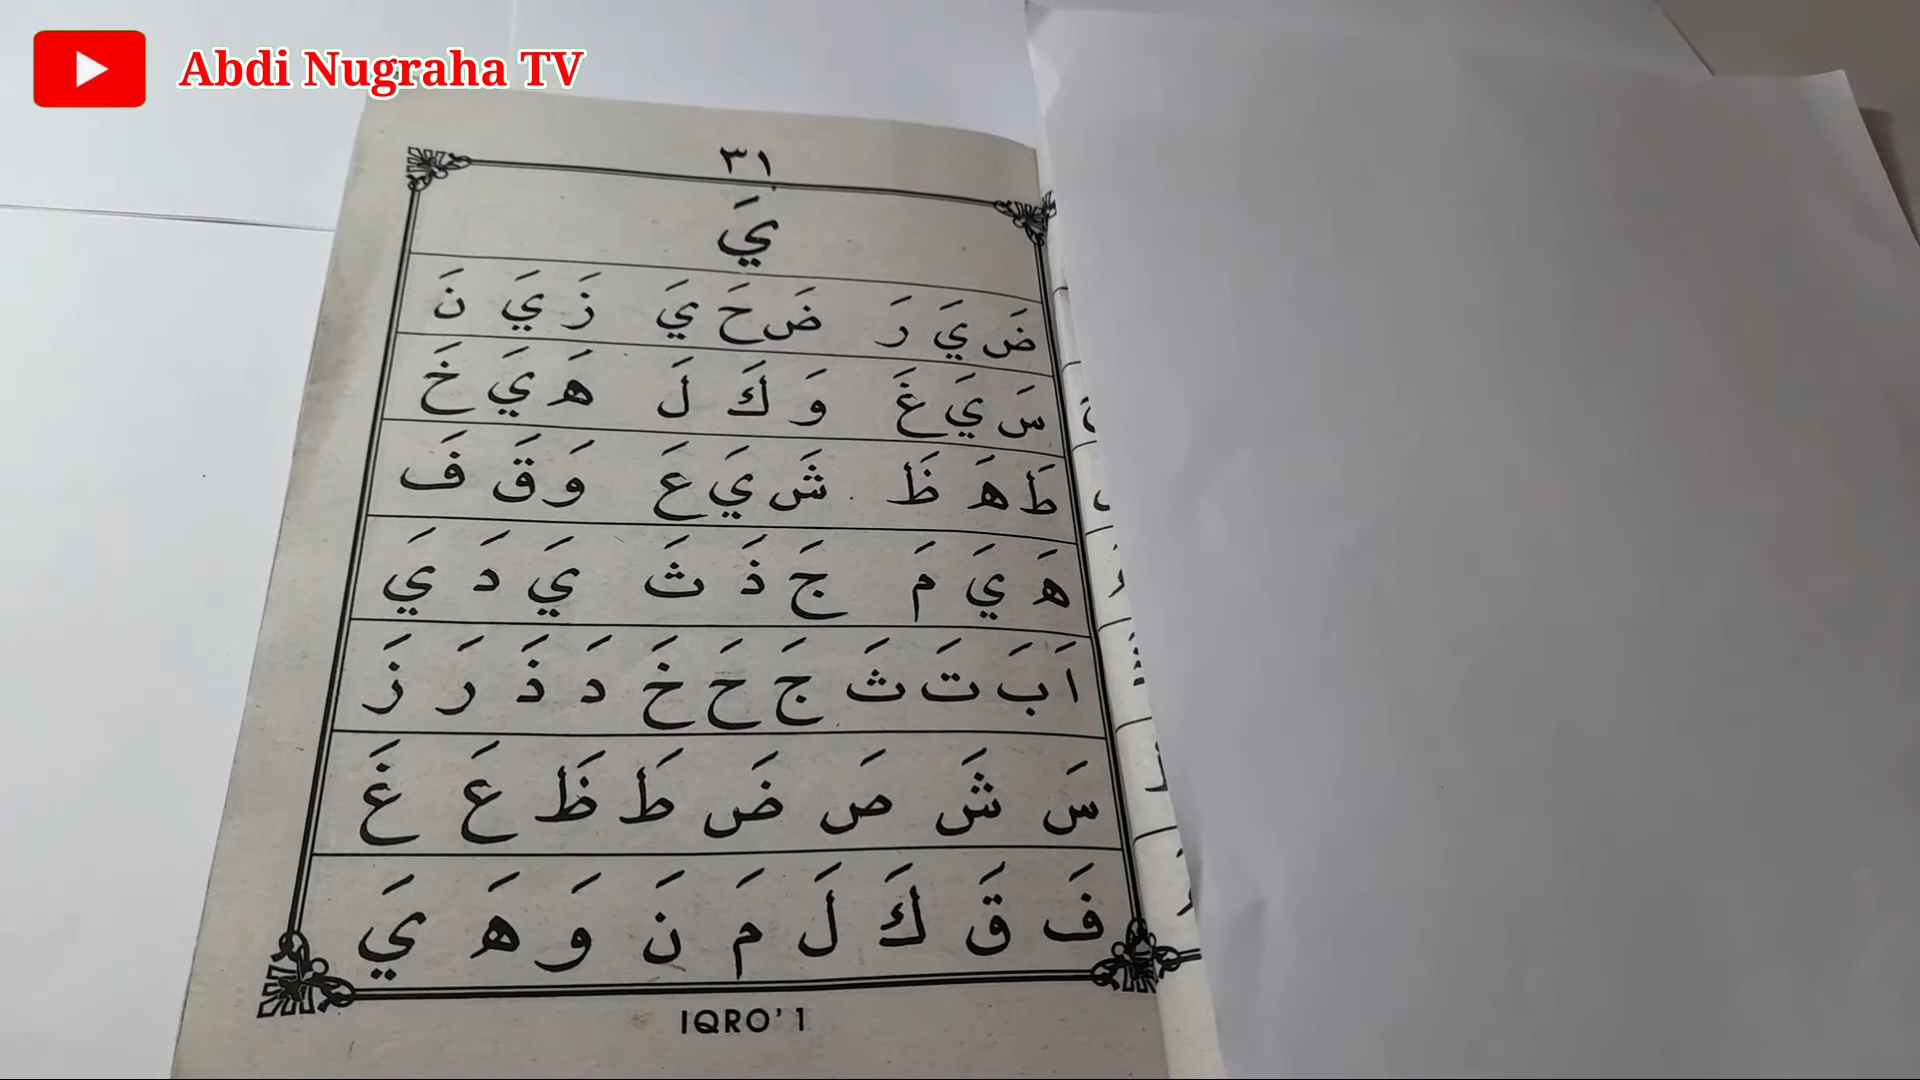 Abdi Nugraha TV
٣١
يَ
ضَ يَ رَ ضَ حَ يَ زَ يَ نَ
سَ يَ غَ وَ كَ لَ هَ يَ خَ
طَ هَ ظَ شَ يَ عَ وَ قَ فَ
هَ يَ مَ جَ ذَ ثَ يَ دَ يَ
اَ بَ تَ ثَ جَ حَ خَ دَ ذَ رَ زَ
سَ شَ صَ ضَ طَ ظَ عَ غَ
فَ قَ كَ لَ مَ نَ وَ هَ يَ
IQRO' 1